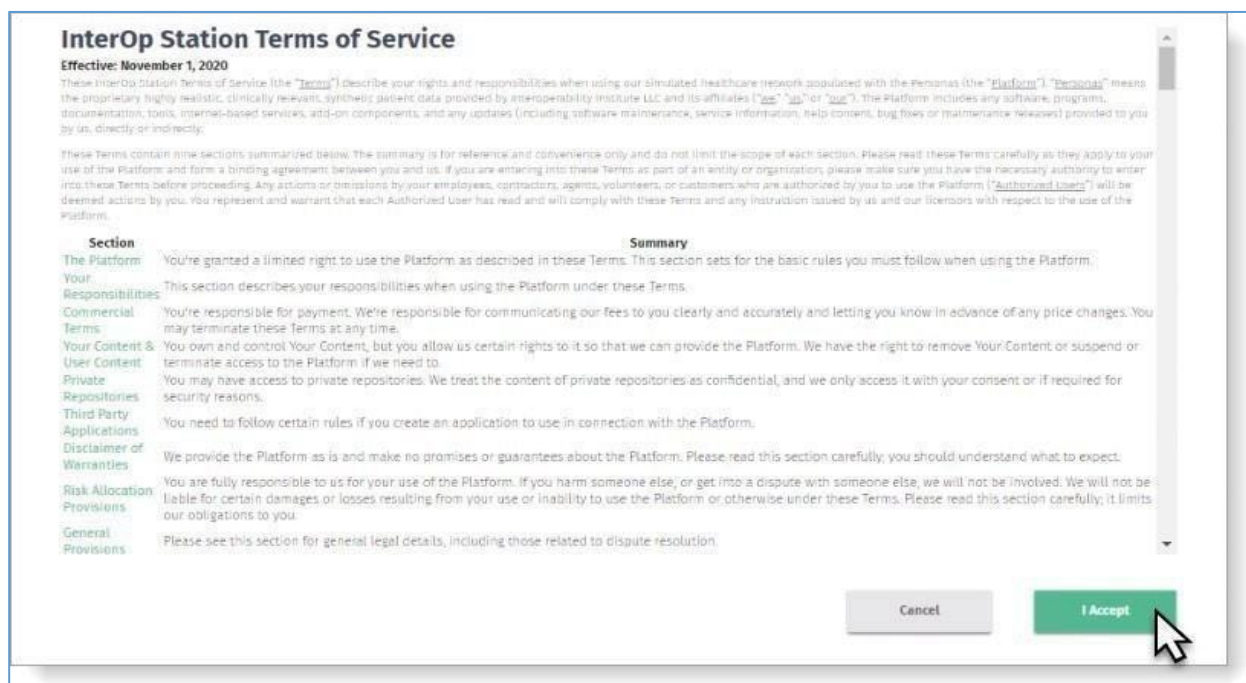 InterOp Station Terms of Service
Effective: November 1, 2020
These InterOp Station Terms of Service (the "Terms") describe your rights and responsibilities when using our simulated healthcare network populated with the Personas (the "Platform"). "Personas" means
the proprietary highly realistic, clinically relevant, synthetic patient data provided by Interoperability Institute LLC and its affiliates ("we," "us," or "our"). The Platform includes any software, programs,
documentation, tools, internet-based services, add-on components, and any updates (including software maintenance, service information, help content, bug fixes or maintenance releases) provided to you
by us, directly or indirectly.
These Terms contain nine sections summarized below. The summary is for reference and convenience only and do not limit the scope of each section. Please read these Terms carefully as they apply to your
use of the Platform and form a binding agreement between you and us. If you are entering into these Terms as part of an entity or organization, please make sure you have the necessary authority to enter
into these Terms before proceeding. Any actions or omissions by your employees, contractors, agents, volunteers, or customers who are authorized by you to use the Platform ("Authorized Users") will be
deemed actions by you. You represent and warrant that each Authorized User has read and will comply with these Terms and any instruction issued by us and our licensors with respect to the use of the
Platform.
Section Summary
The Platform You're granted a limited right to use the Platform as described in these Terms. This section sets for the basic rules you must follow when using the Platform.
Your
Responsibilities This section describes your responsibilities when using the Platform under these Terms.
Commercial You're responsible for payment. We're responsible for communicating our fees to you clearly and accurately and letting you know in advance of any price changes. You
Terms may terminate these Terms at any time.
Your Content & You own and control Your Content, but you allow us certain rights to it so that we can provide the Platform. We have the right to remove Your Content or suspend or
User Content terminate access to the Platform if we need to.
Private You may have access to private repositories. We treat the content of private repositories as confidential, and we only access it with your consent or if required for
Repositories security reasons.
Third Party
Applications You need to follow certain rules if you create an application to use in connection with the Platform.
Disclaimer of
Warranties We provide the Platform as is and make no promises or guarantees about the Platform. Please read this section carefully; you should understand what to expect.
You are fully responsible to us for your use of the Platform. If you harm someone else, or get into a dispute with someone else, we will not be involved. We will not be
Risk Allocation liable for certain damages or losses resulting from your use or inability to use the Platform or otherwise under these Terms. Please read this section carefully; it limits
Provisions our obligations to you.
General
Provisions Please see this section for general legal details, including those related to dispute resolution.
Cancel I Accept